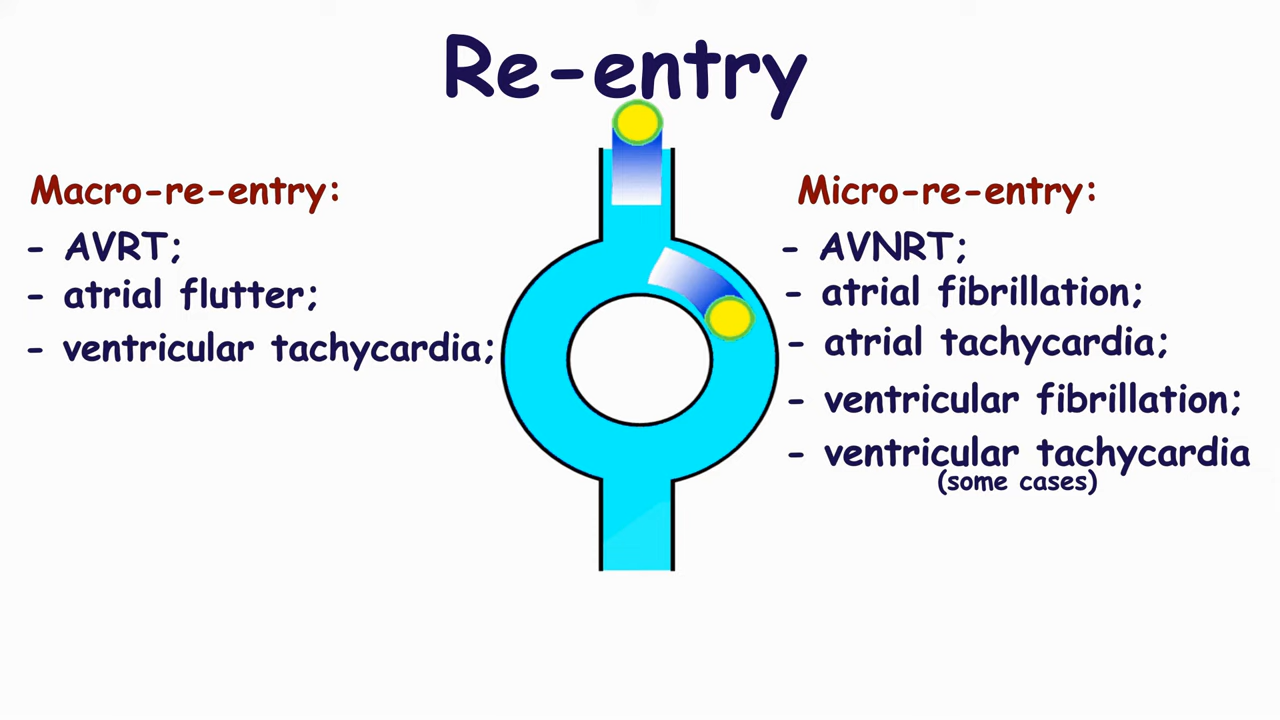 Re-entry
Macro-re-entry:
- AVRT;
- atrial flutter;
- ventricular tachycardia;
Micro-re-entry:
- AVNRT;
- atrial fibrillation;
- atrial tachycardia;
- ventricular fibrillation;
- ventricular tachycardia
(some cases)